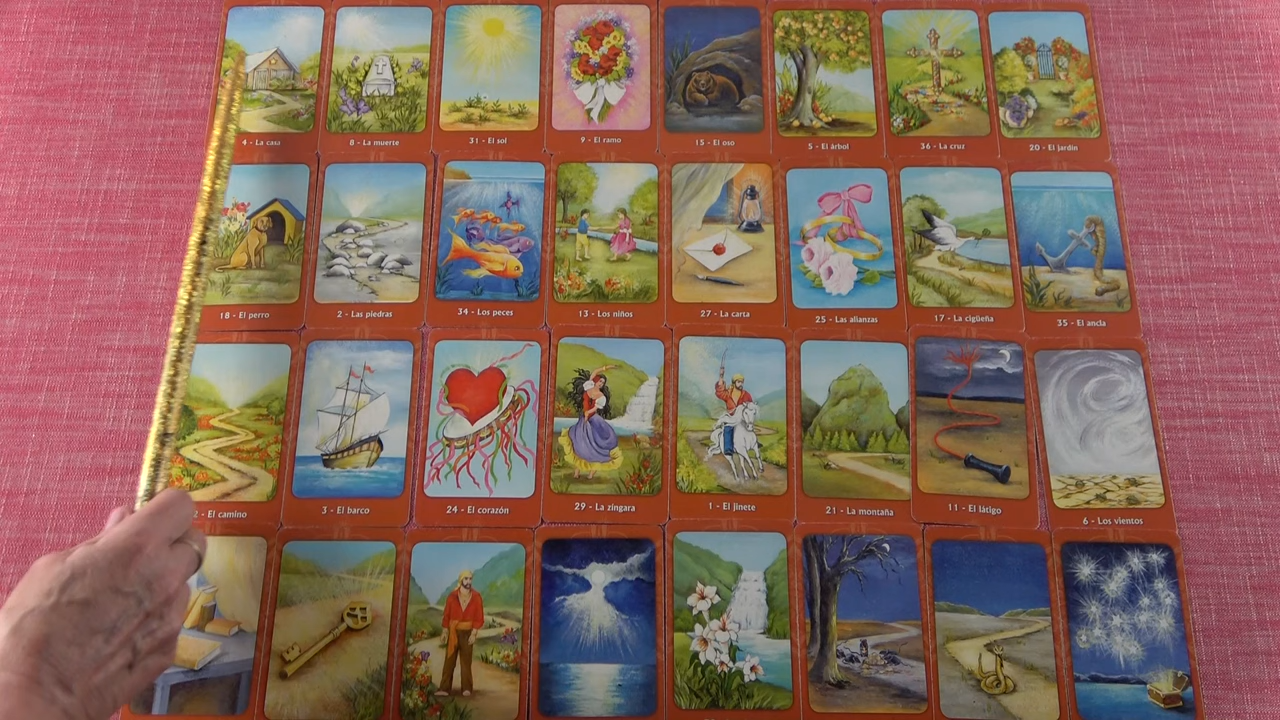 4 - La casa
8 - La muerte
31 - El sol
9 - El ramo
15 - El oso
5 - El árbol
36 - La cruz
20 - El jardín
18 - El perro
2 - Las piedras
34 - Los peces
13 - Los niños
27 - La carta
25 - Las alianzas
17 - La cigüeña
35 - El ancla
2 - El camino
3 - El barco
24 - El corazón
29 - La zíngara
1 - El jinete
21 - La montaña
11 - El látigo
6 - Los vientos